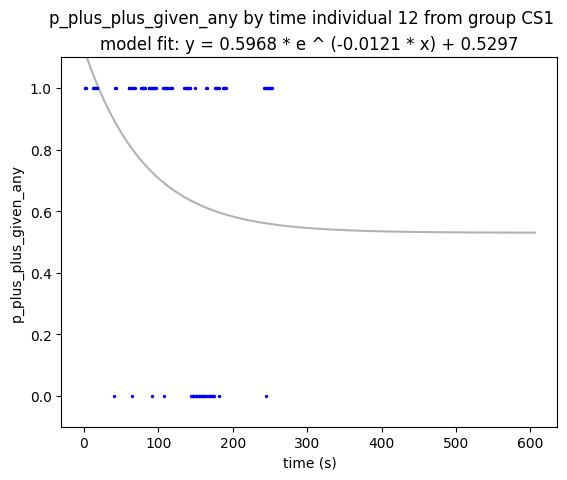 p_plus_plus_given_any by time individual 12 from group CS1
model fit: y = 0.5968 * e ^ (-0.0121 * x) + 0.5297
p_plus_plus_given_any
1.0
0.8
0.6
0.4
0.2
0.0
0 100 200 300 400 500 600
time (s)